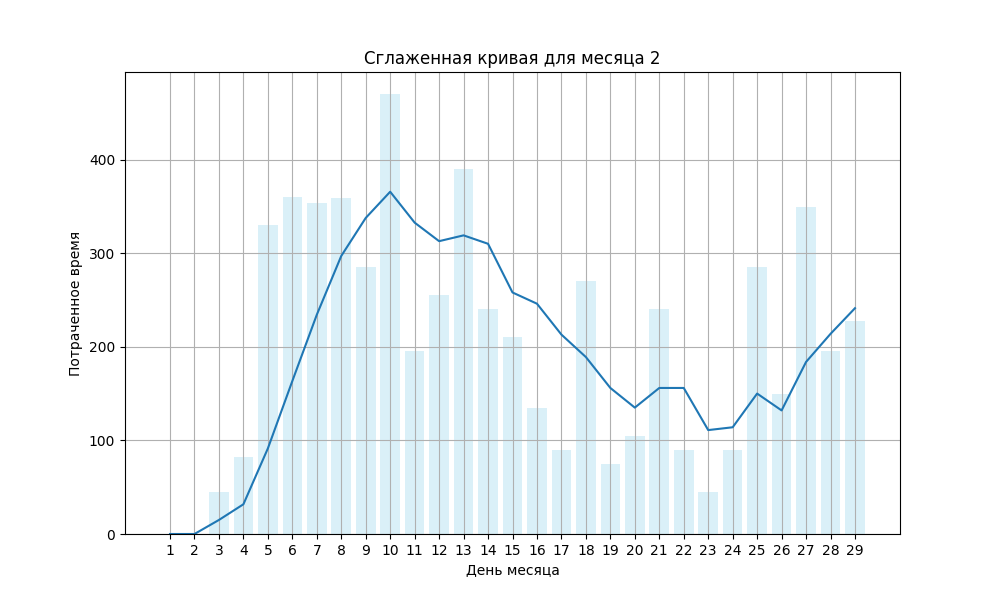 Сглаженная кривая для месяца 2
Потраченное время
400
300
200
100
0
1 2 3 4 5 6 7 8 9 10 11 12 13 14 15 16 17 18 19 20 21 22 23 24 25 26 27 28 29
День месяца